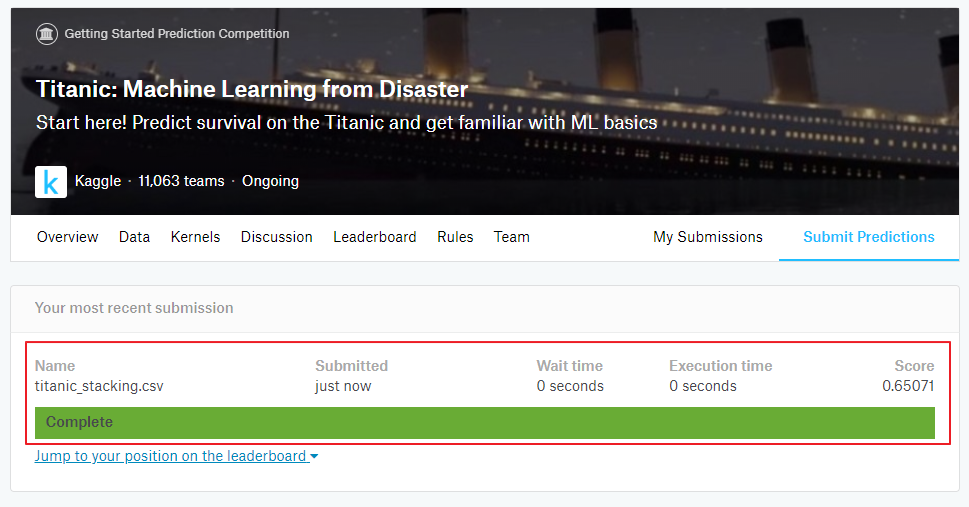 Getting Started Prediction Competition
Titanic: Machine Learning from Disaster
Start here! Predict survival on the Titanic and get familiar with ML basics
k Kaggle · 11,063 teams · Ongoing
Overview Data Kernels Discussion Leaderboard Rules Team My Submissions Submit Predictions
Your most recent submission
Name Submitted Wait time Execution time Score
titanic_stacking.csv just now 0 seconds 0 seconds 0.65071
Complete
Jump to your position on the leaderboard